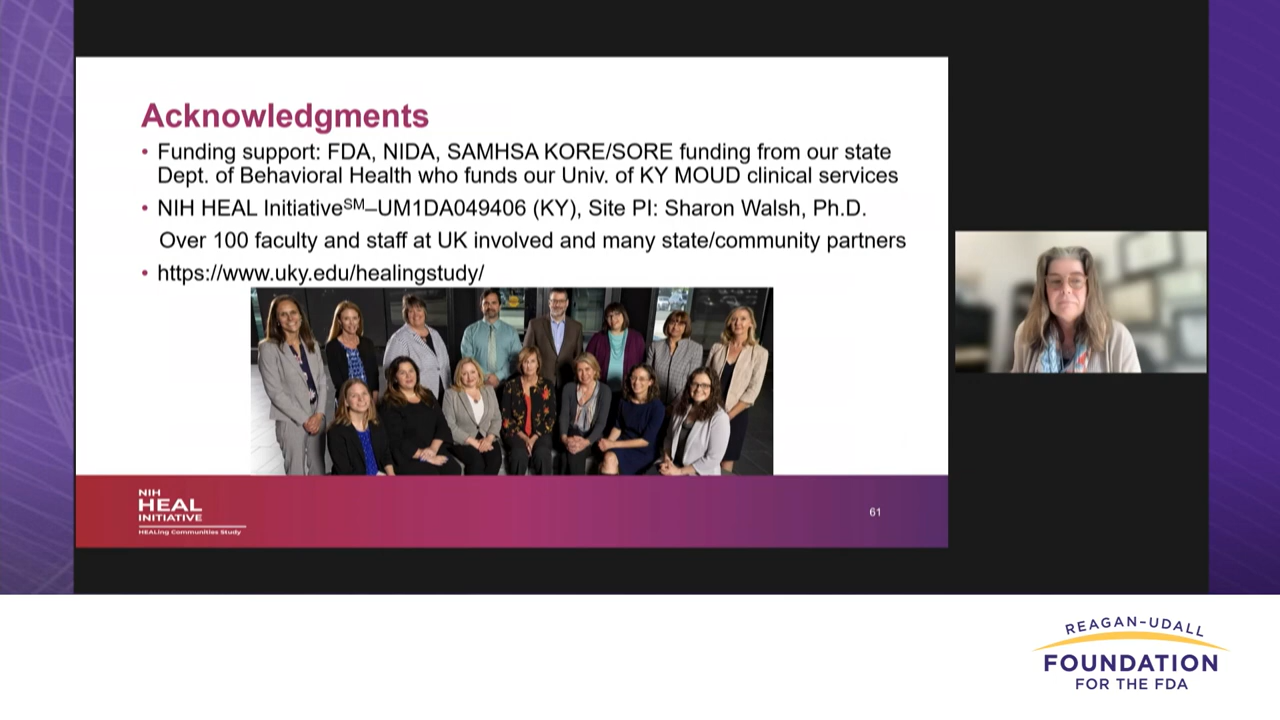 Acknowledgments
• Funding support: FDA, NIDA, SAMHSA KORE/SORE funding from our state
Dept. of Behavioral Health who funds our Univ. of KY MOUD clinical services
• NIH HEAL Initiative℠–UM1DA049406 (KY), Site PI: Sharon Walsh, Ph.D.
Over 100 faculty and staff at UK involved and many state/community partners
• https://www.uky.edu/healingstudy/
NIH
HEAL
INITIATIVE
HEALing Communities Study
61
REAGAN-UDALL
FOUNDATION
FOR THE FDA